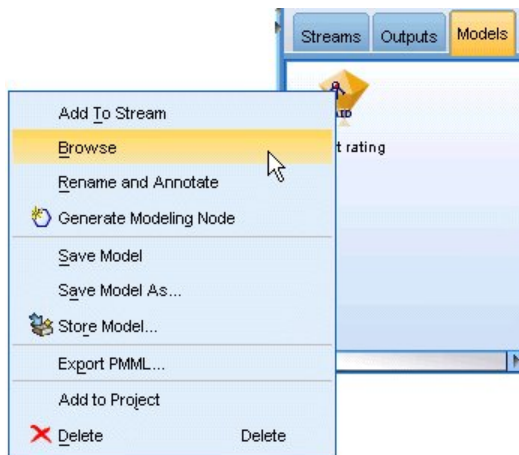 Streams Outputs Models
t rating
Add To Stream
Browse
Rename and Annotate
Generate Modeling Node
Save Model
Save Model As...
Store Model...
Export PMML...
Add to Project
Delete Delete